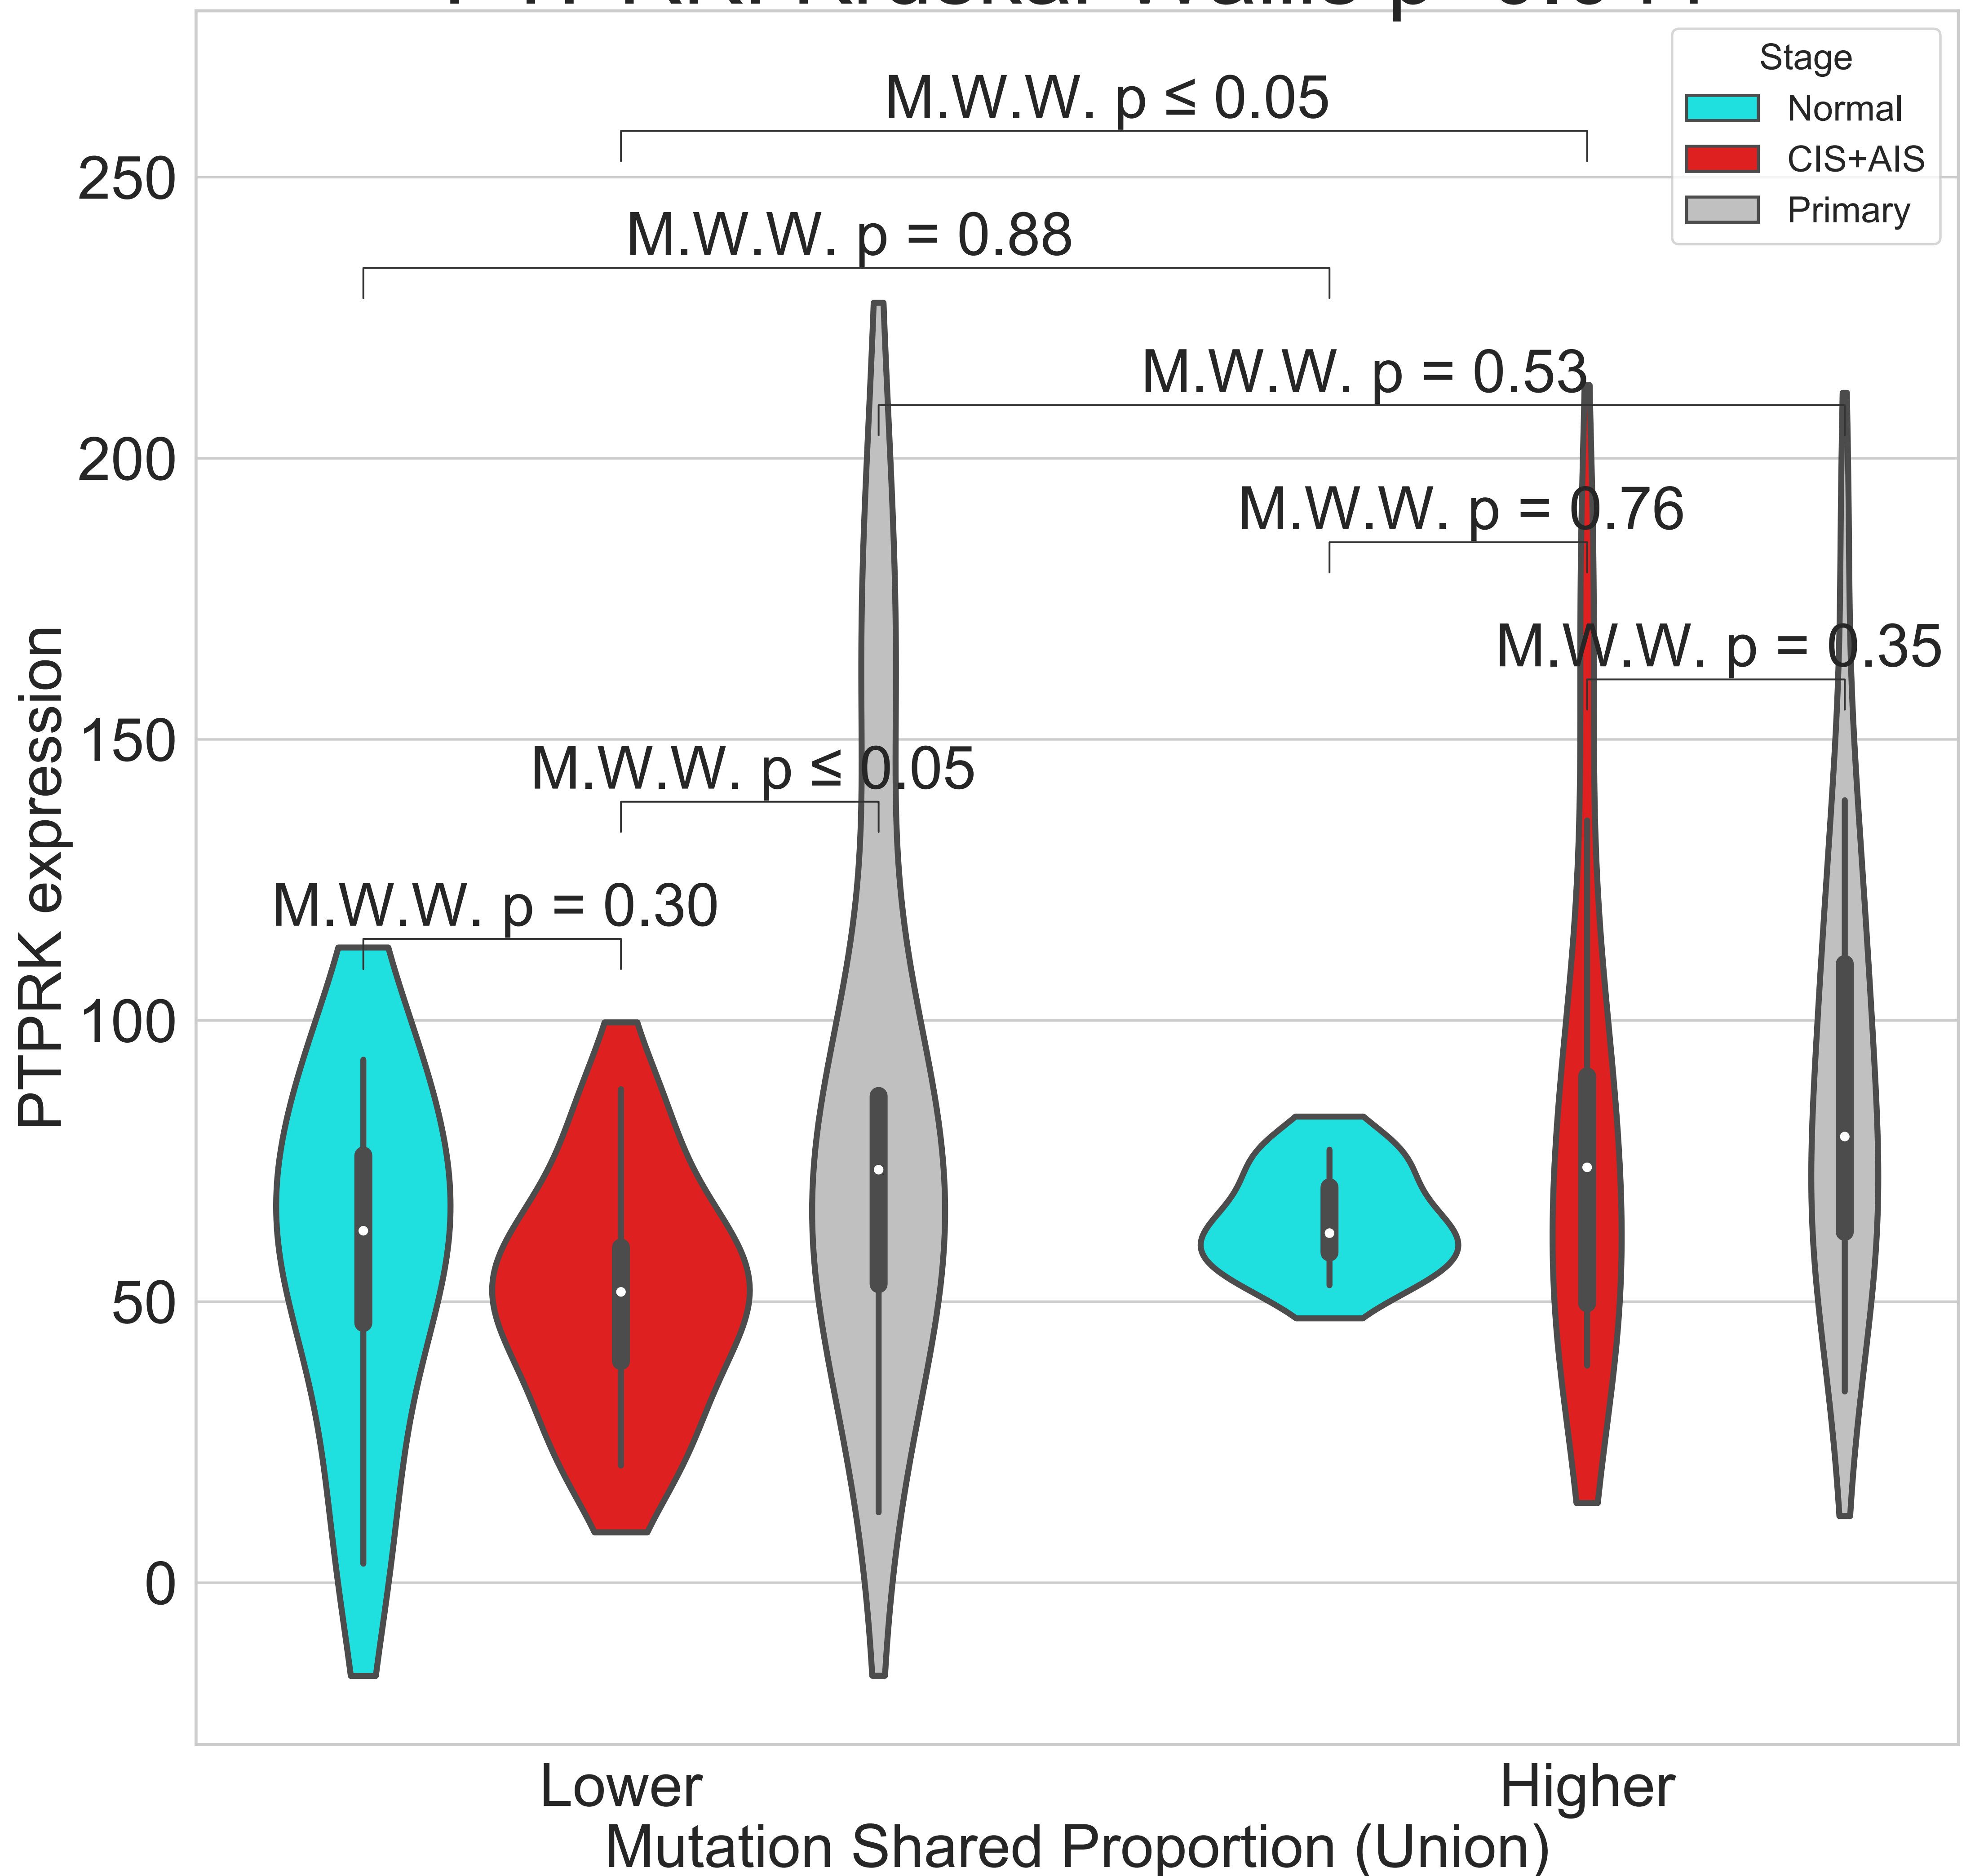 Stage
Normal
CIS+AIS
Primary
M.W.W. p ≤ 0.05
M.W.W. p = 0.88
M.W.W. p = 0.53
M.W.W. p = 0.76
M.W.W. p = 0.35
M.W.W. p ≤ 0.05
M.W.W. p = 0.30
250
200
150
100
50
0
PTPRK expression
Lower
Higher
Mutation Shared Proportion (Union)